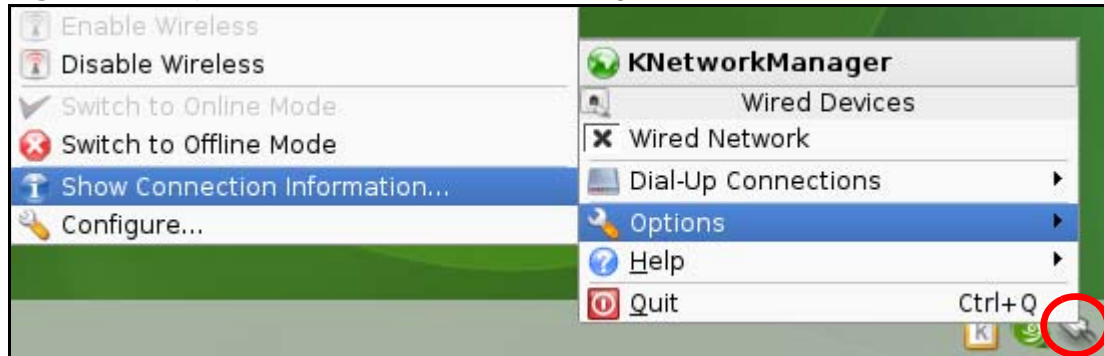 Enable Wireless
Disable Wireless
Switch to Online Mode
Switch to Offline Mode
Show Connection Information...
Configure...
KNetworkManager
Wired Devices
Wired Network
Dial-Up Connections
Options
Help
Quit Ctrl+Q
K